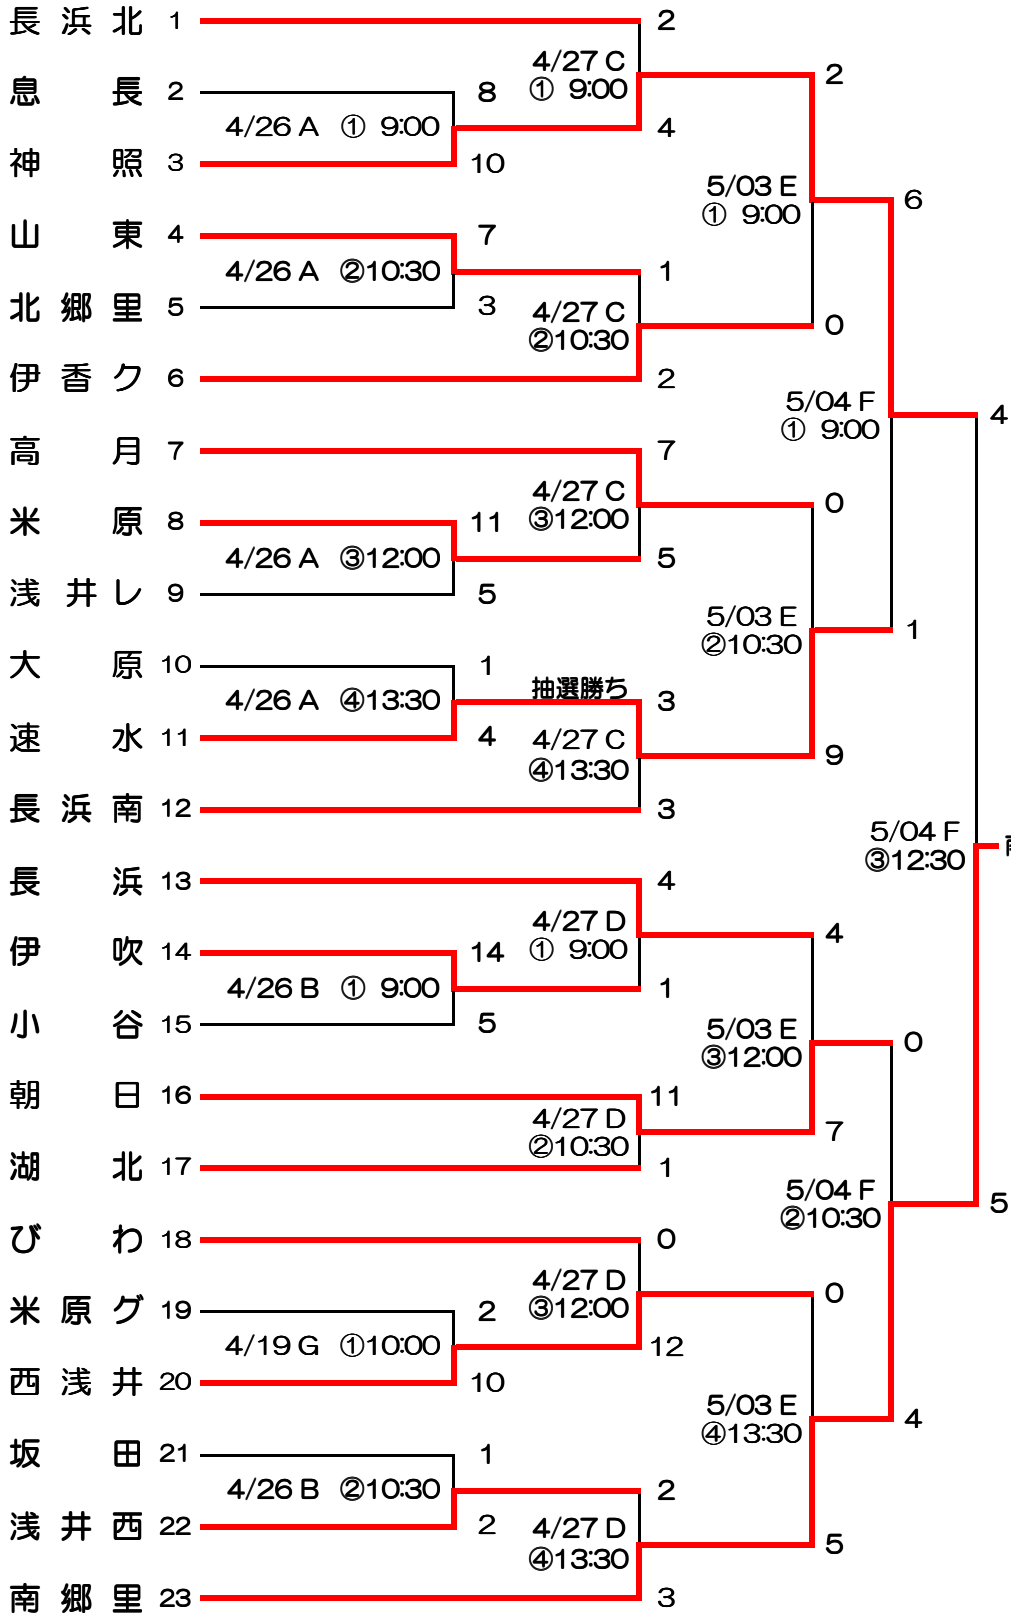 長浜北 1
2
4/27 C
① 9:00
2
息長 2
8
4/26 A ① 9:00
4
神照 3
10
5/03 E
① 9:00
6
山東 4
7
4/26 A ②10:30
1
北郷里 5
3
4/27 C
②10:30
0
伊香ク 6
2
5/04 F
① 9:00
4
高月 7
7
4/27 C
③12:00
0
米原 8
11
4/26 A ③12:00
5
浅井レ 9
5
5/03 E
②10:30
1
大原 10
1
4/26 A ④13:30
抽選勝ち
3
速水 11
4
4/27 C
④13:30
9
長浜南 12
3
5/04 F
③12:30
長浜 13
4
4/27 D
① 9:00
4
伊吹 14
14
4/26 B ① 9:00
1
小谷 15
5
5/03 E
③12:00
0
朝日 16
11
4/27 D
②10:30
7
湖北 17
1
5/04 F
②10:30
5
びわ 18
0
4/27 D
③12:00
0
米原グ 19
2
4/19 G ①10:00
12
西浅井 20
10
5/03 E
④13:30
4
坂田 21
1
4/26 B ②10:30
2
浅井西 22
2
4/27 D
④13:30
5
南郷里 23
3